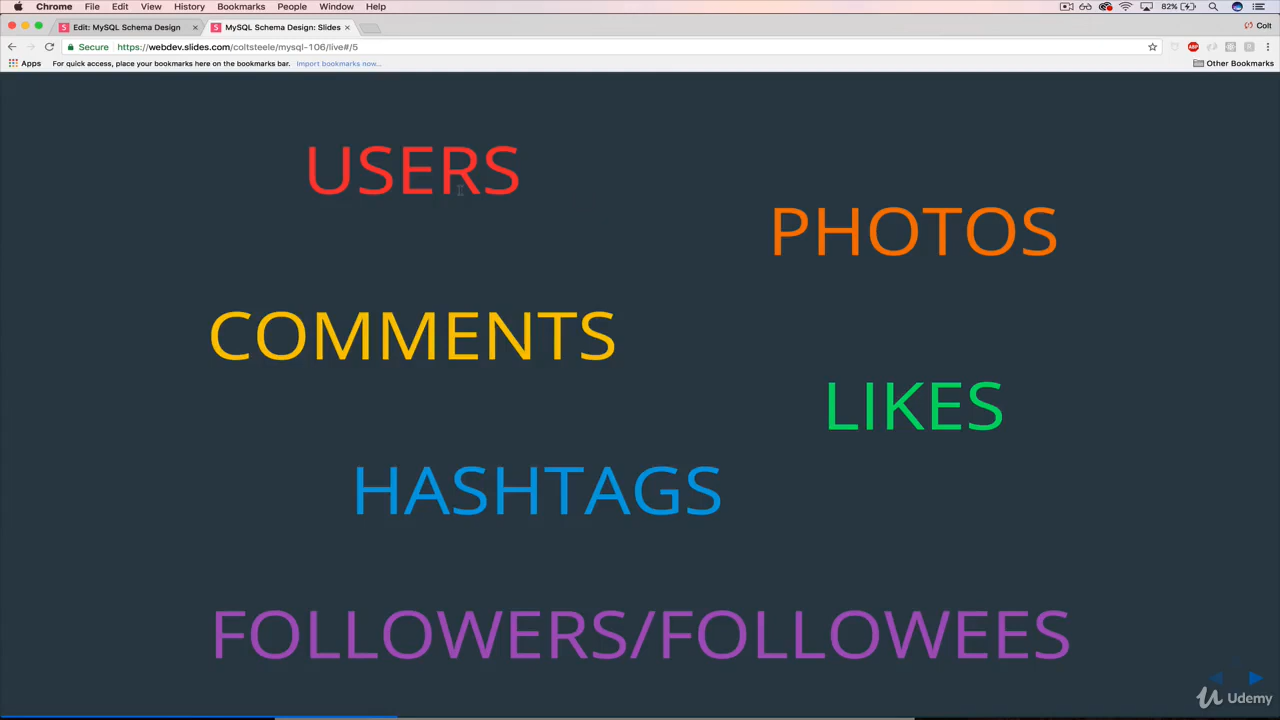 Chrome File Edit View History Bookmarks People Window Help 82%
Edit: MySQL Schema Design × MySQL Schema Design: Slides × Colt
Secure https://webdev.slides.com/coltsteele/mysql-106/live#/5 ABP
Apps For quick access, place your bookmarks here on the bookmarks bar. Import bookmarks now... Other Bookmarks
USERS
PHOTOS
COMMENTS
LIKES
HASHTAGS
FOLLOWERS/FOLLOWEES
Udemy